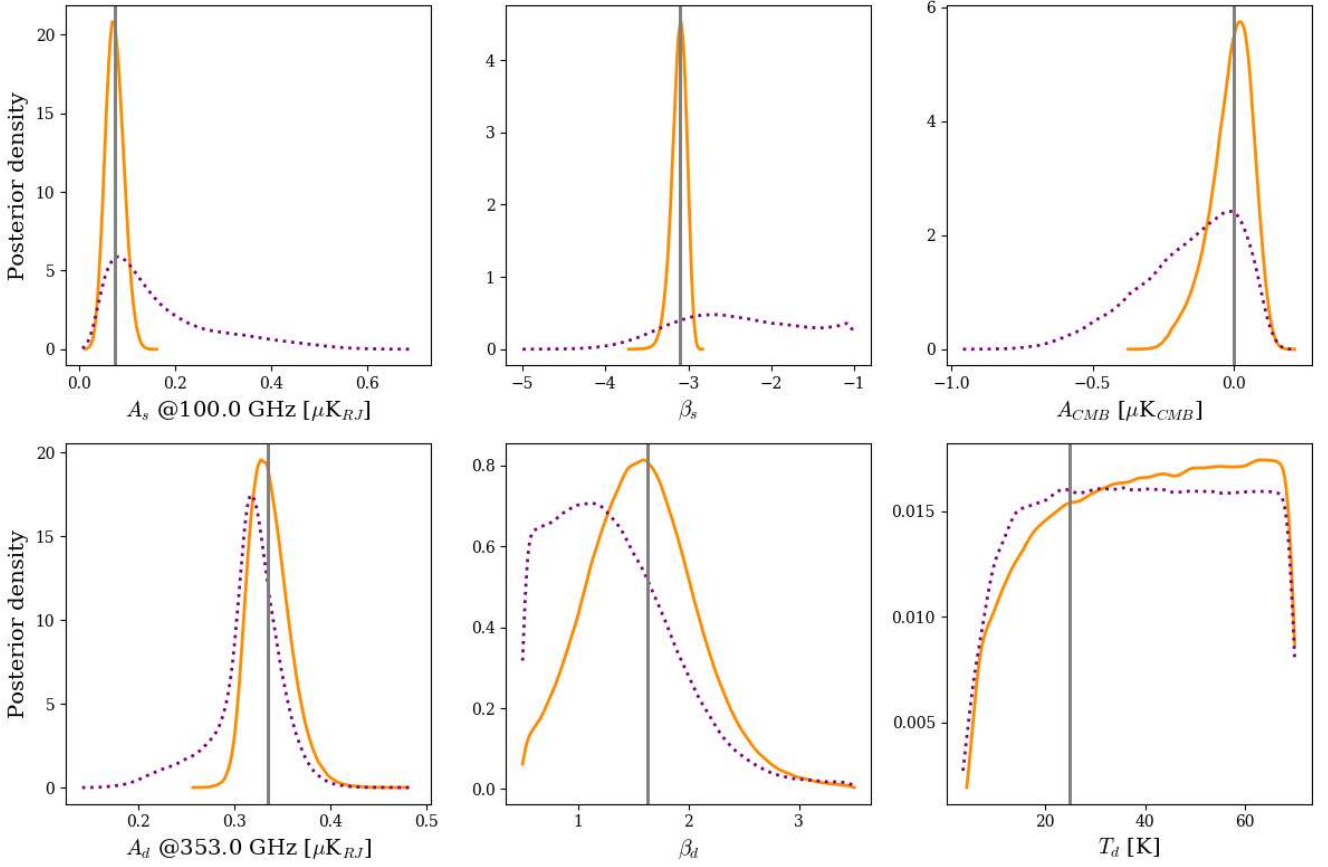 Posterior density
20
15
10
5
0
0.0 0.2 0.4 0.6
A_s @100.0 GHz [μK_RJ]
4
3
2
1
0
−5 −4 −3 −2 −1
β_s
6
4
2
0
−1.0 −0.5 0.0
A_CMB [μK_CMB]
Posterior density
20
15
10
5
0
0.2 0.3 0.4 0.5
A_d @353.0 GHz [μK_RJ]
0.8
0.6
0.4
0.2
0.0
1 2 3
β_d
0.015
0.010
0.005
20 40 60
T_d [K]